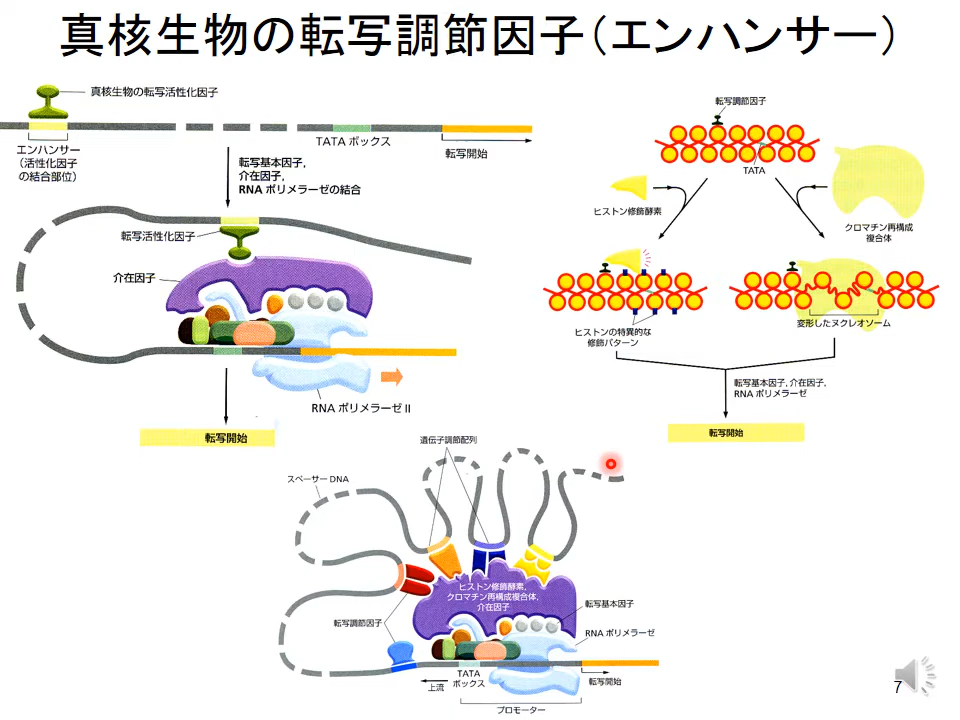 真核生物の転写調節因子（エンハンサー）
真核生物の転写活性化因子
エンハンサー
（活性化因子
の結合部位）
TATA ボックス
転写開始
転写基本因子，
介在因子，
RNA ポリメラーゼの結合
転写活性化因子
介在因子
RNA ポリメラーゼ II
転写開始
転写調節因子
TATA
ヒストン修飾酵素
クロマチン再構成
複合体
ヒストンの特異的な
修飾パターン
変形したヌクレオソーム
転写基本因子，介在因子，
RNA ポリメラーゼ
転写開始
遺伝子調節配列
スペーサー DNA
ヒストン修飾酵素，
クロマチン再構成複合体，
介在因子
転写調節因子
転写基本因子
RNA ポリメラーゼ
上流
TATA
ボックス
転写開始
プロモーター
7